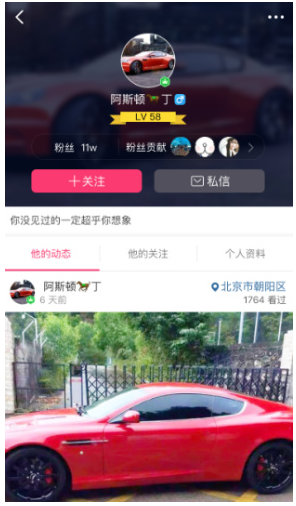 阿斯顿🐎丁
LV 58
粉丝 11w
粉丝贡献
+关注
私信
你没见过的一定超乎你想象
他的动态
他的关注
个人资料
阿斯顿🐎丁
北京市朝阳区
6 天前
1764 看过